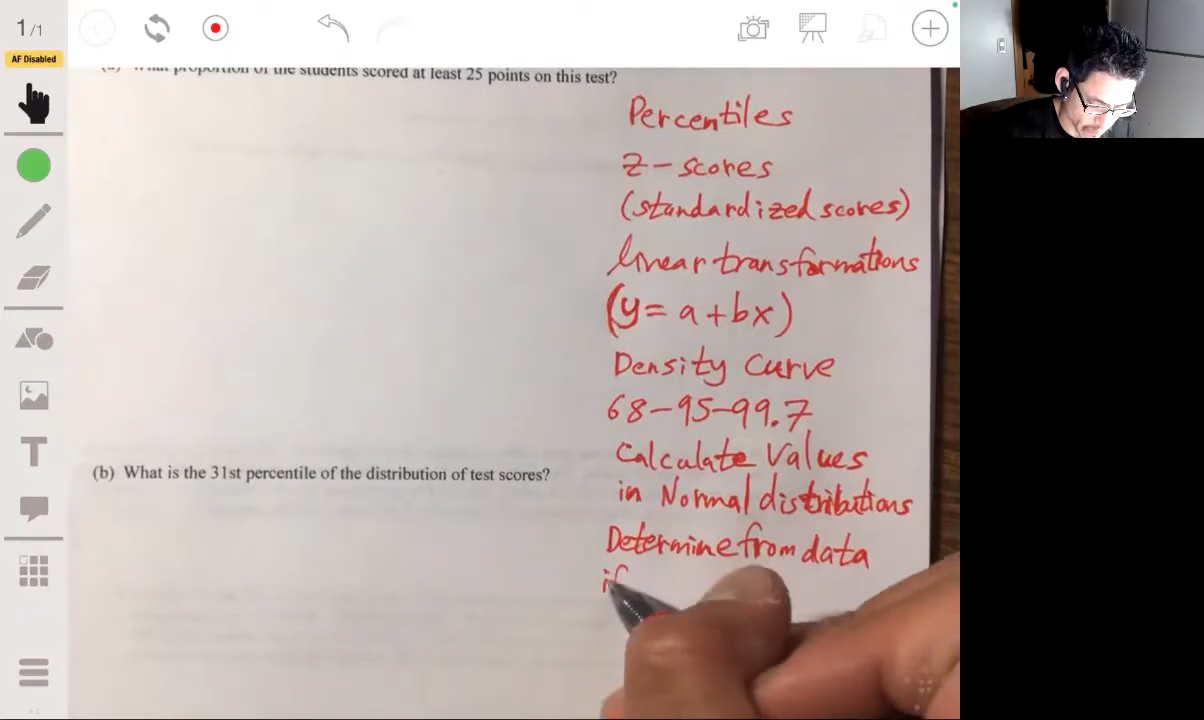 1/1
AF Disabled
proportion of the students scored at least 25 points on this test?
Percentiles
z-scores
(standardized scores)
linear transformations
(y = a + bx)
Density Curve
68-95-99.7
Calculate Values
in Normal distributions
(b) What is the 31st percentile of the distribution of test scores?
Determine from data
if
T